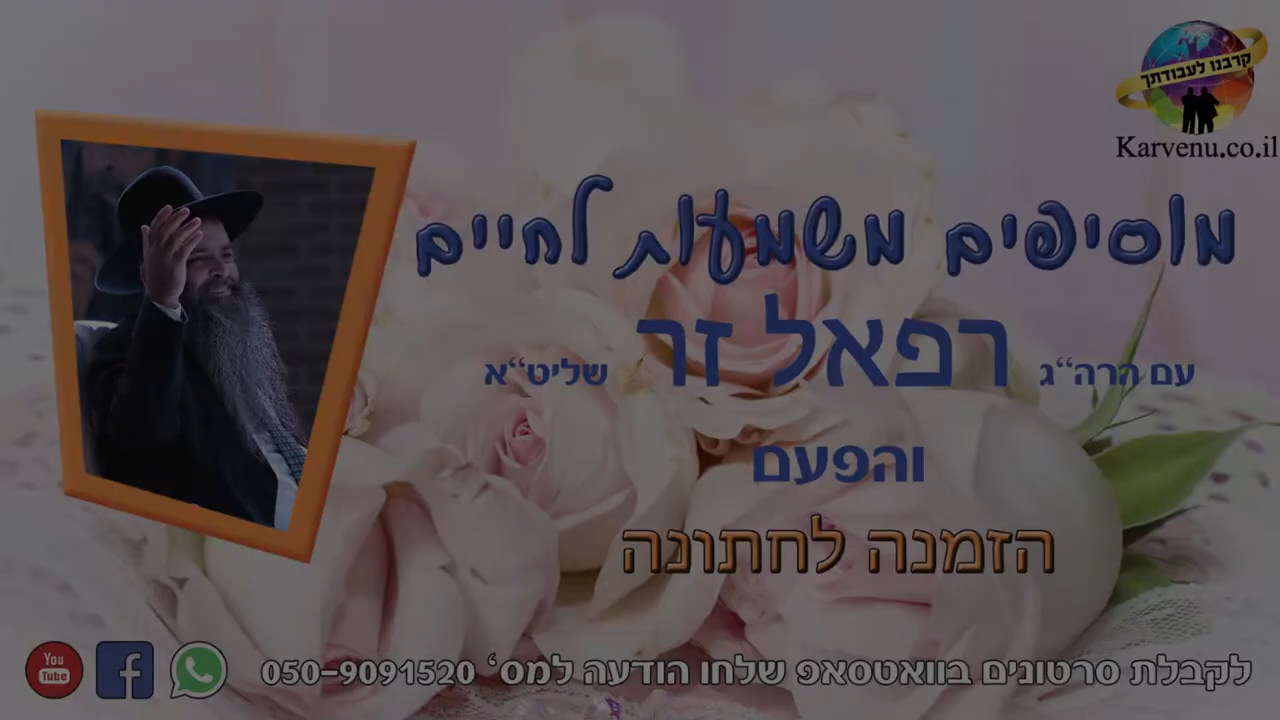 קרבנו לעבודתך
Karvenu.co.il
מוסיפים משמעות לחיים
עם הרה"ג רפאל זר שליט"א
והפעם
הזמנה לחתונה
You Tube
לקבלת סרטונים בוואטסאפ שלחו הודעה למס' 050-9091520